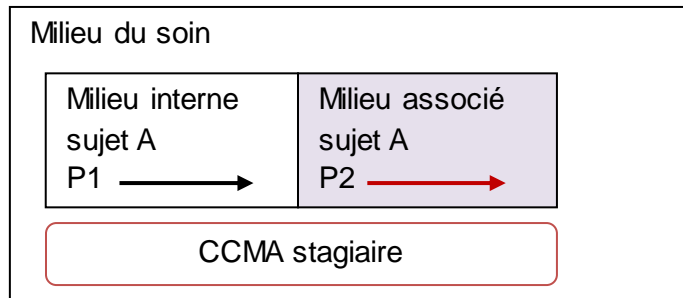 Milieu du soin
Milieu interne
sujet A
P1
Milieu associé
sujet A
P2
CCMA stagiaire